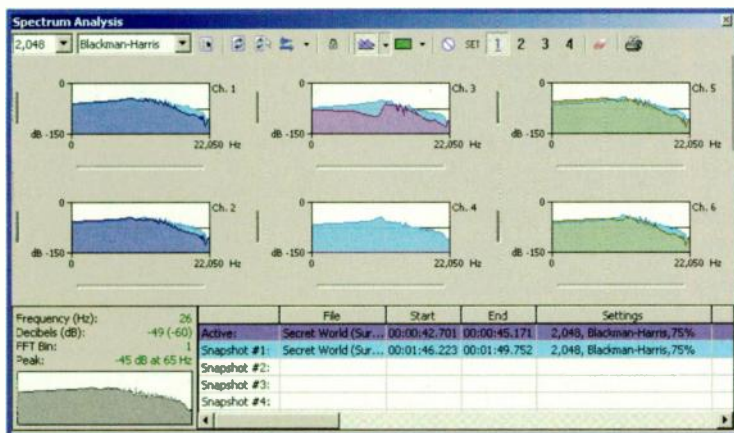 Spectrum Analysis
2,048 Blackman-Harris SET 1 2 3 4
0 Ch. 1 0 Ch. 3 0 Ch. 5
dB -150 dB -150 dB -150
0 22,050 Hz 0 22,050 Hz 0 22,050 Hz
0 Ch. 2 0 Ch. 4 0 Ch. 6
dB -150 dB -150 dB -150
0 22,050 Hz 0 22,050 Hz 0 22,050 Hz
Frequency (Hz): 26
Decibels (dB): -49 (-60)
FFT Bin: 1
Peak: -45 dB at 65 Hz
File Start End Settings
Active: Secret World (Sur... 00:00:42.701 00:00:45.171 2,048, Blackman-Harris,75%
Snapshot #1: Secret World (Sur... 00:01:46.223 00:01:49.752 2,048, Blackman-Harris,75%
Snapshot #2:
Snapshot #3:
Snapshot #4: